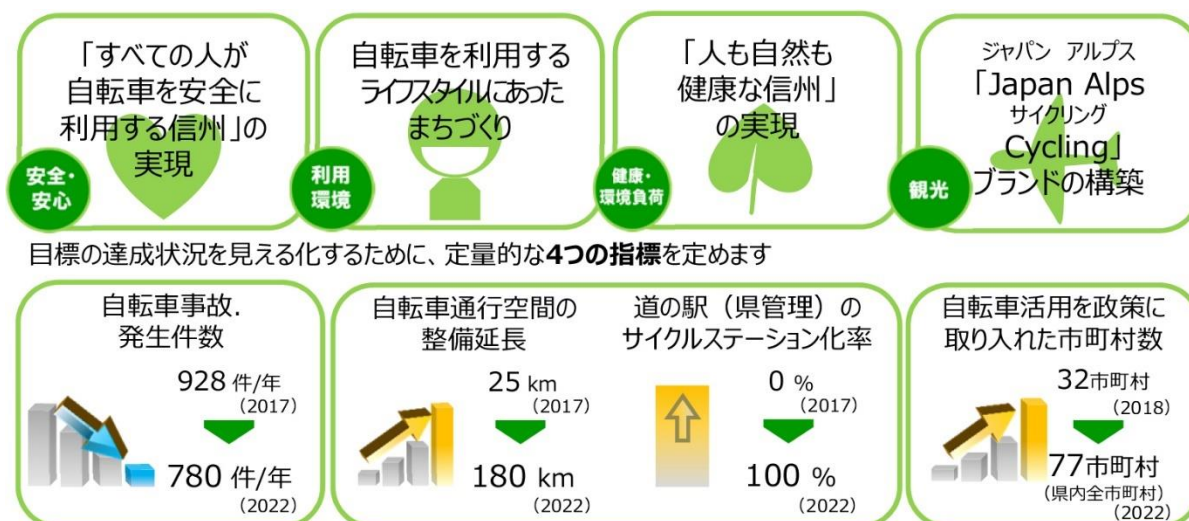 「すべての人が
自転車を安全に
利用する信州」の
実現
安全・
安心
自転車を利用する
ライフスタイルにあった
まちづくり
利用
環境
「人も自然も
健康な信州」
の実現
健康・
環境負荷
ジャパン アルプス
「Japan Alps
サイクリング
Cycling」
ブランドの構築
観光
目標の達成状況を見える化するために、定量的な4つの指標を定めます
自転車事故.
発生件数
928 件/年
(2017)
780 件/年
(2022)
自転車通行空間の
整備延長
25 km
(2017)
180 km
(2022)
道の駅（県管理）の
サイクルステーション化率
0 %
(2017)
100 %
(2022)
自転車活用を政策に
取り入れた市町村数
32市町村
(2018)
77市町村
(県内全市町村)
(2022)